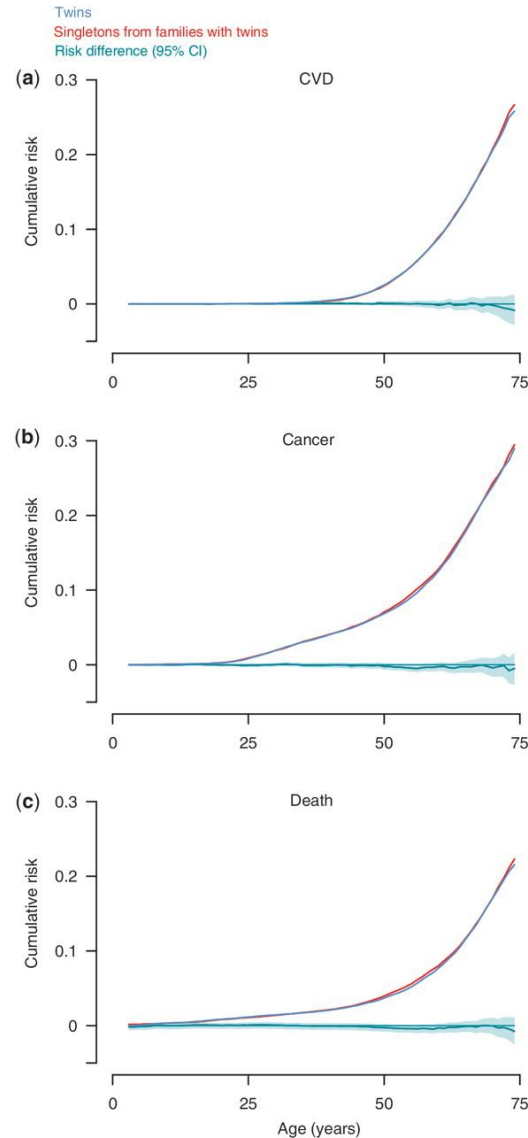 Twins
Singletons from families with twins
Risk difference (95% CI)
(a) CVD
Cumulative risk
0.3
0.2
0.1
0
0 25 50 75
(b) Cancer
Cumulative risk
0.3
0.2
0.1
0
0 25 50 75
(c) Death
Cumulative risk
0.3
0.2
0.1
0
0 25 50 75
Age (years)